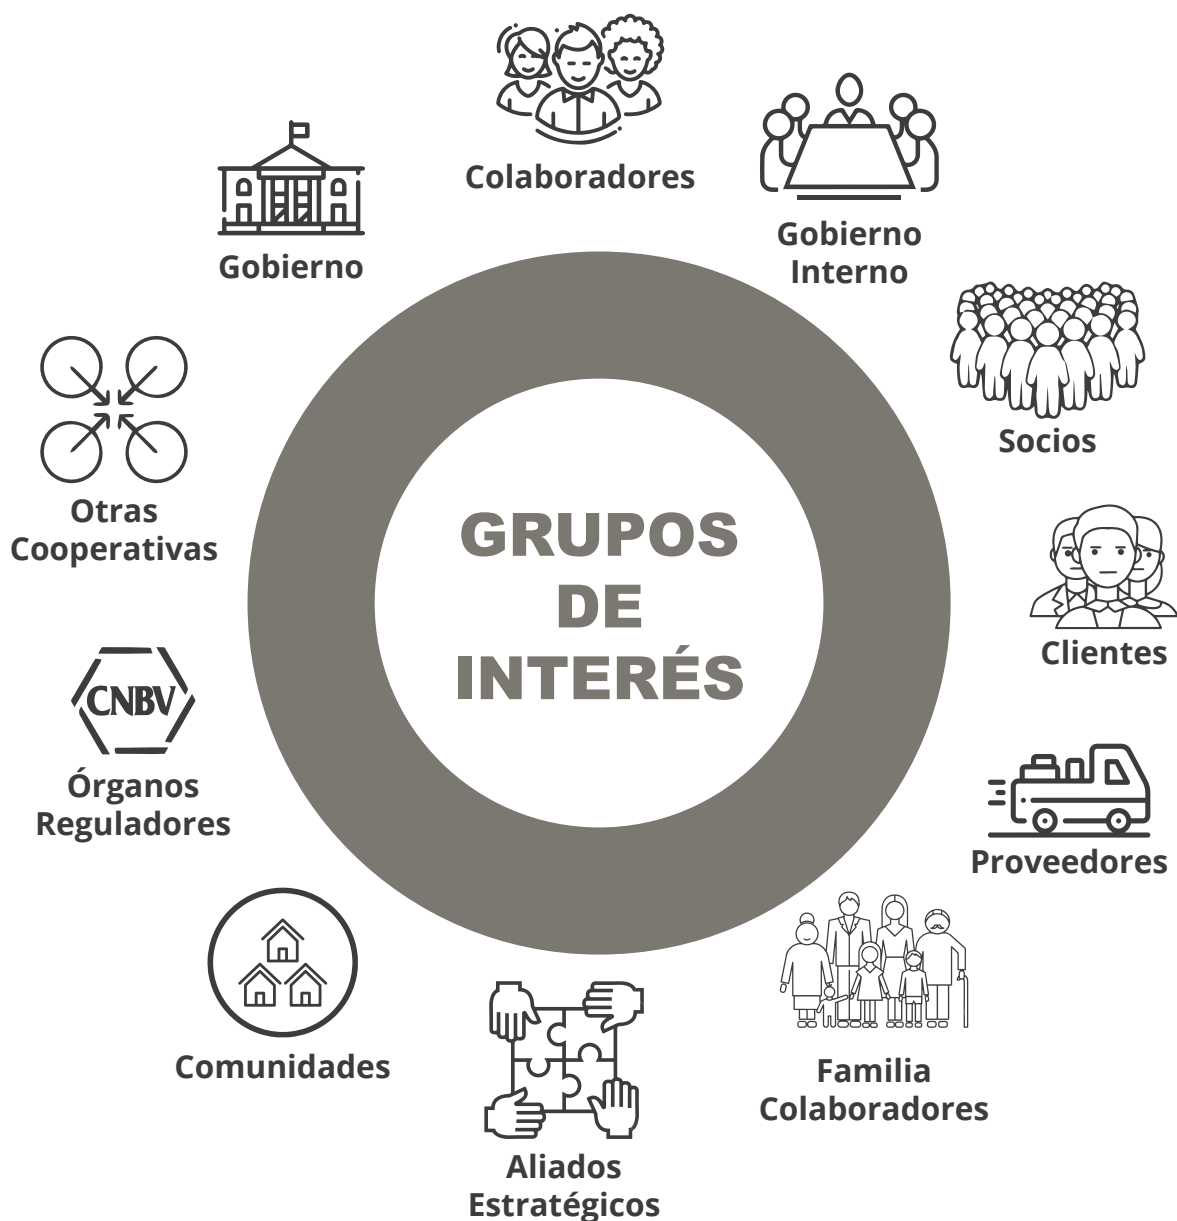 Colaboradores
Gobierno
Interno
Socios
Clientes
Proveedores
Familia
Colaboradores
Aliados
Estratégicos
Comunidades
CNBV
Órganos
Reguladores
Otras
Cooperativas
Gobierno
GRUPOS
DE
INTERÉS